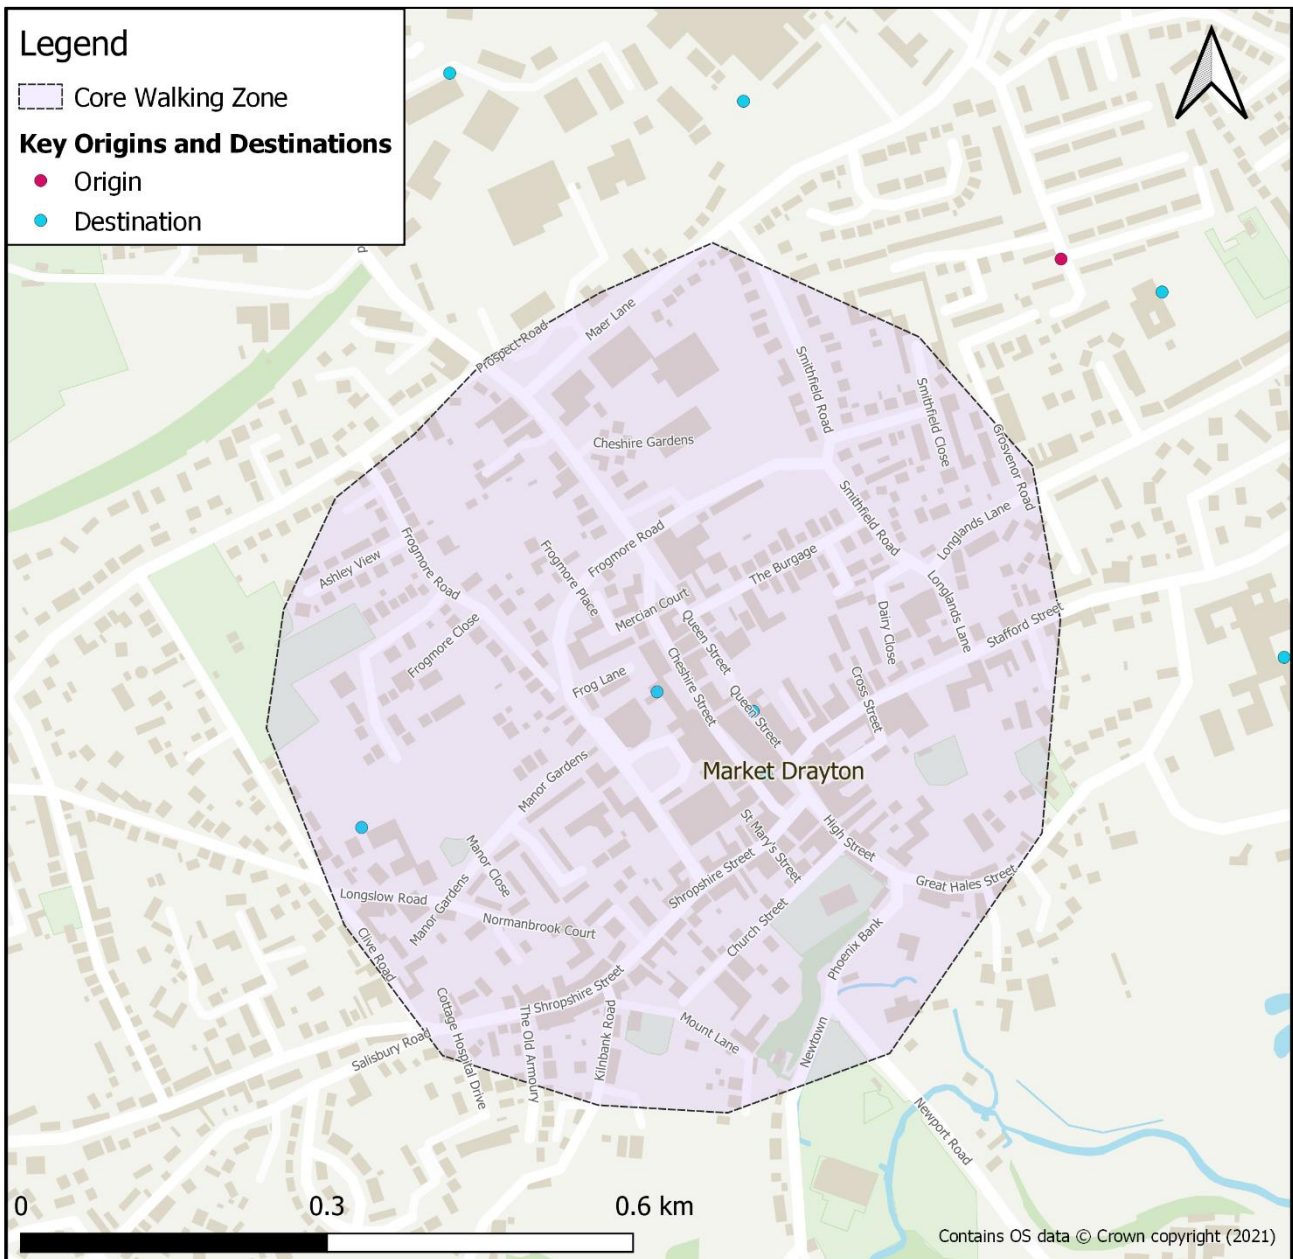 Legend
Core Walking Zone
Key Origins and Destinations
Origin
Destination
d
Maer Lane
Prospect Road
Smithfield Road
Smithfield Close
Cheshire Gardens
Grosvenor Road
Smithfield Road
Longlands Lane
Frogmore Road
Frogmore Road
Frogmore Place
The Burgage
Ashley View
Mercian Court
Longlands Lane
Dairy Close
Stafford Street
Frogmore Close
Queen Street
Cheshire Street
Frog Lane
Queen Street
Cross Street
Market Drayton
Manor Gardens
St Mary's Street
High Street
Manor Close
Shropshire Street
Great Hales Street
Longslow Road
Manor Gardens
Normanbrook Court
Church Street
Phoenix Bank
Clive Road
Shropshire Street
Cottage Hospital Drive
The Old Armoury
Kilnbank Road
Mount Lane
Newtown
Salisbury Road
Newport Road
0 0.3 0.6 km
Contains OS data © Crown copyright (2021)